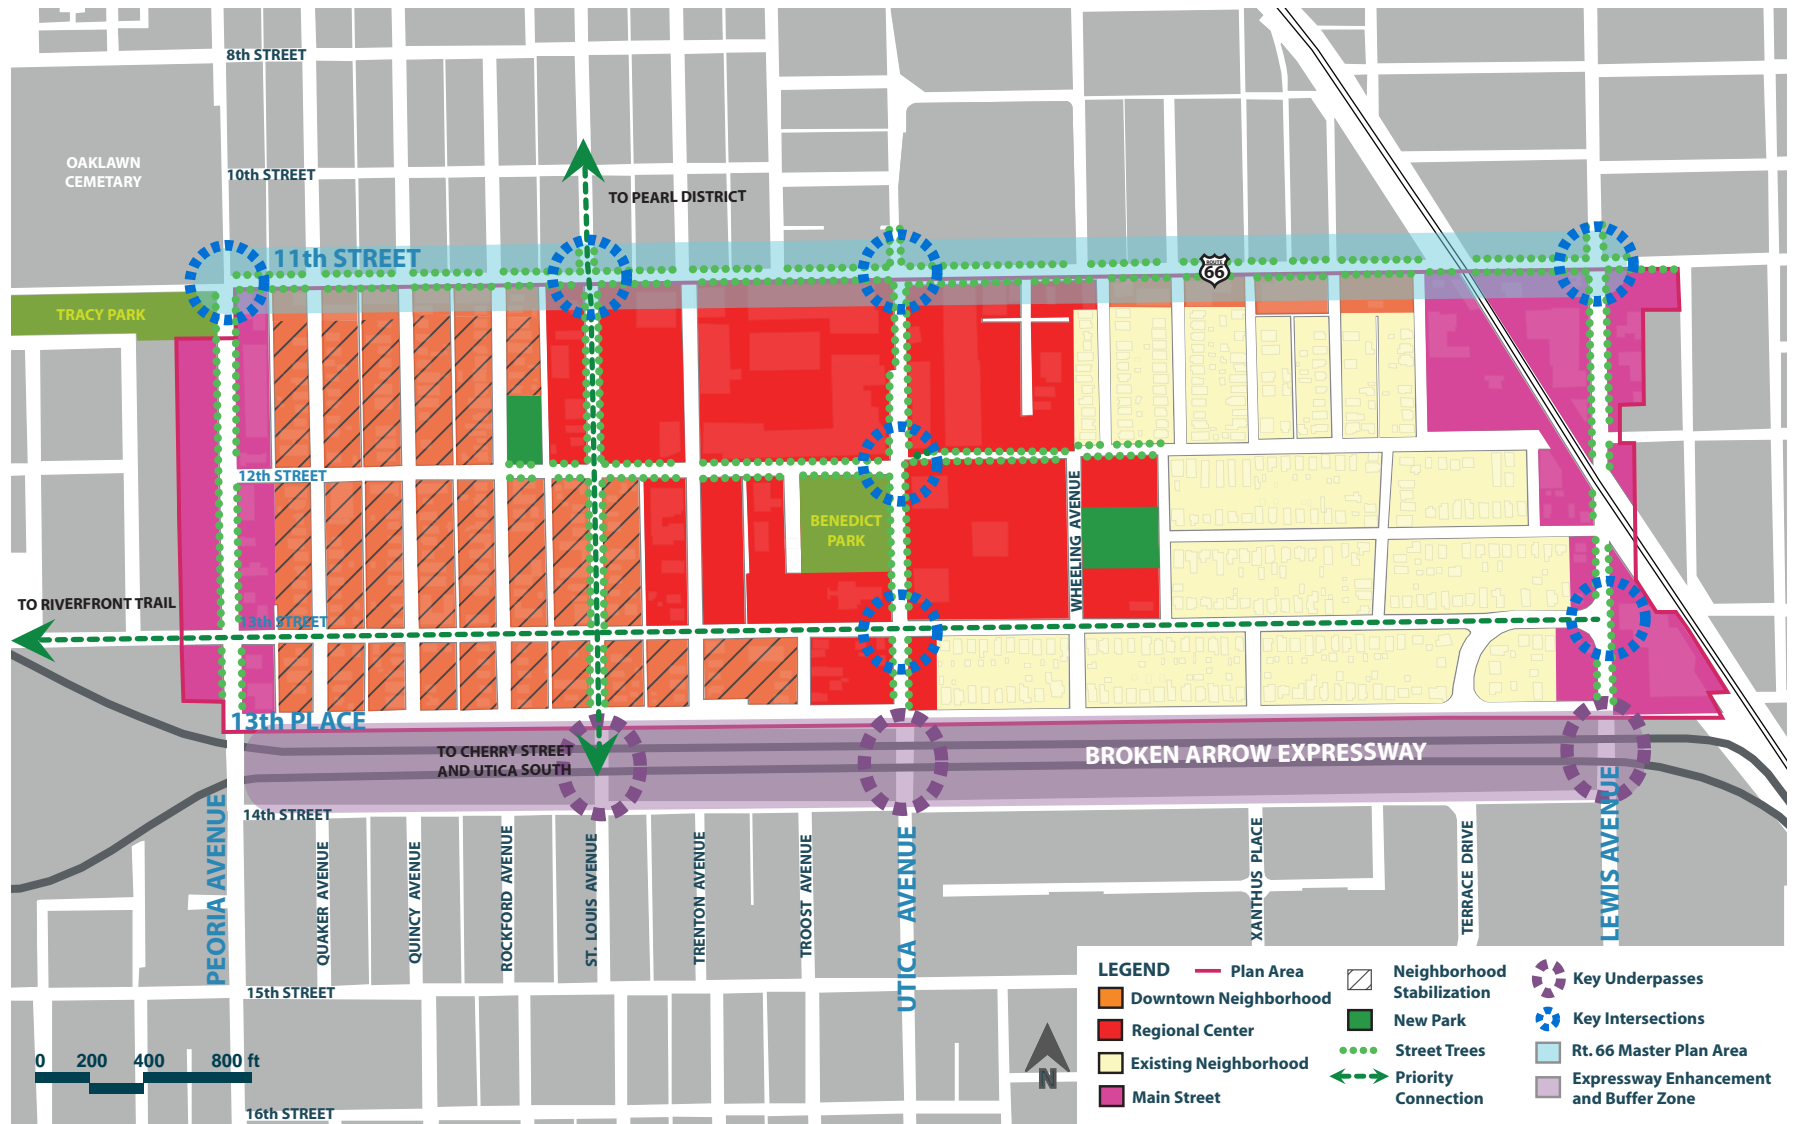 8th STREET
OAKLAWN
CEMETARY
10th STREET
TO PEARL DISTRICT
11th STREET
ROUTE
66
TRACY PARK
12th STREET
BENEDICT
PARK
WHEELING AVENUE
TO RIVERFRONT TRAIL
13th STREET
13th PLACE
TO CHERRY STREET
AND UTICA SOUTH
BROKEN ARROW EXPRESSWAY
14th STREET
PEORIA AVENUE
QUAKER AVENUE
QUINCY AVENUE
ROCKFORD AVENUE
ST. LOUIS AVENUE
TRENTON AVENUE
TROOST AVENUE
UTICA AVENUE
XANTHUS PLACE
TERRACE DRIVE
LEWIS AVENUE
15th STREET
16th STREET
0 200 400 800 ft
N
LEGEND
Plan Area
Downtown Neighborhood
Regional Center
Existing Neighborhood
Main Street
Neighborhood
Stabilization
New Park
Street Trees
Priority
Connection
Key Underpasses
Key Intersections
Rt. 66 Master Plan Area
Expressway Enhancement
and Buffer Zone